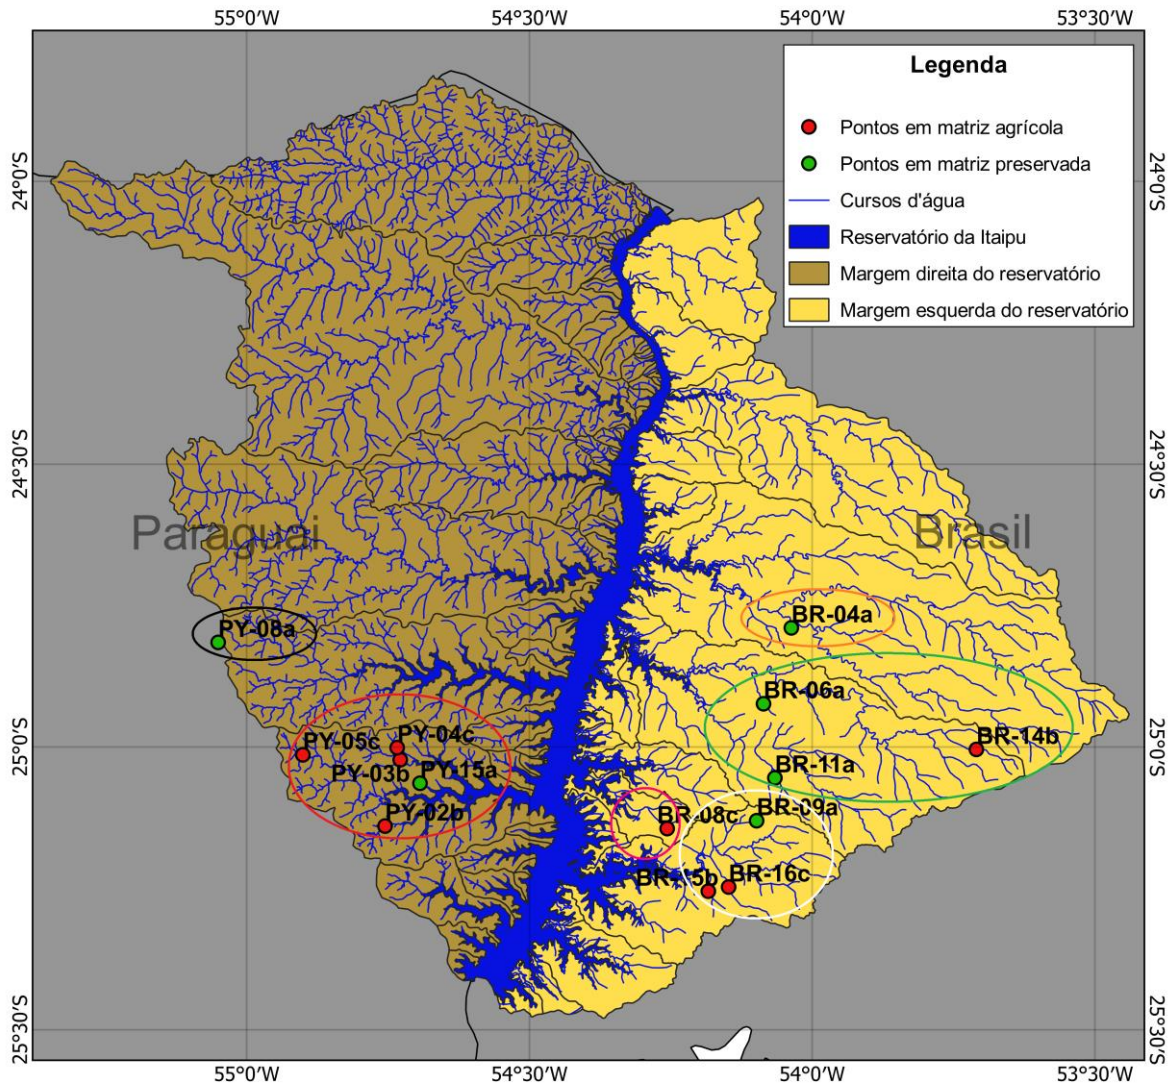 55°0'W 54°30'W 54°0'W 53°30'W
Legenda
Pontos em matriz agrícola
Pontos em matriz preservada
Cursos d'água
Reservatório da Itaipu
Margem direita do reservatório
Margem esquerda do reservatório
24°0'S 24°0'S
24°30'S 24°30'S
Paraguai Brasil
PY-08a BR-04a
BR-06a
25°0'S 25°0'S
PY-05c PY-04c BR-14b
PY-03b PY-15a BR-11a
PY-02b BR-08c BR-09a
BR-15b BR-16c
25°30'S 25°30'S
55°0'W 54°30'W 54°0'W 53°30'W